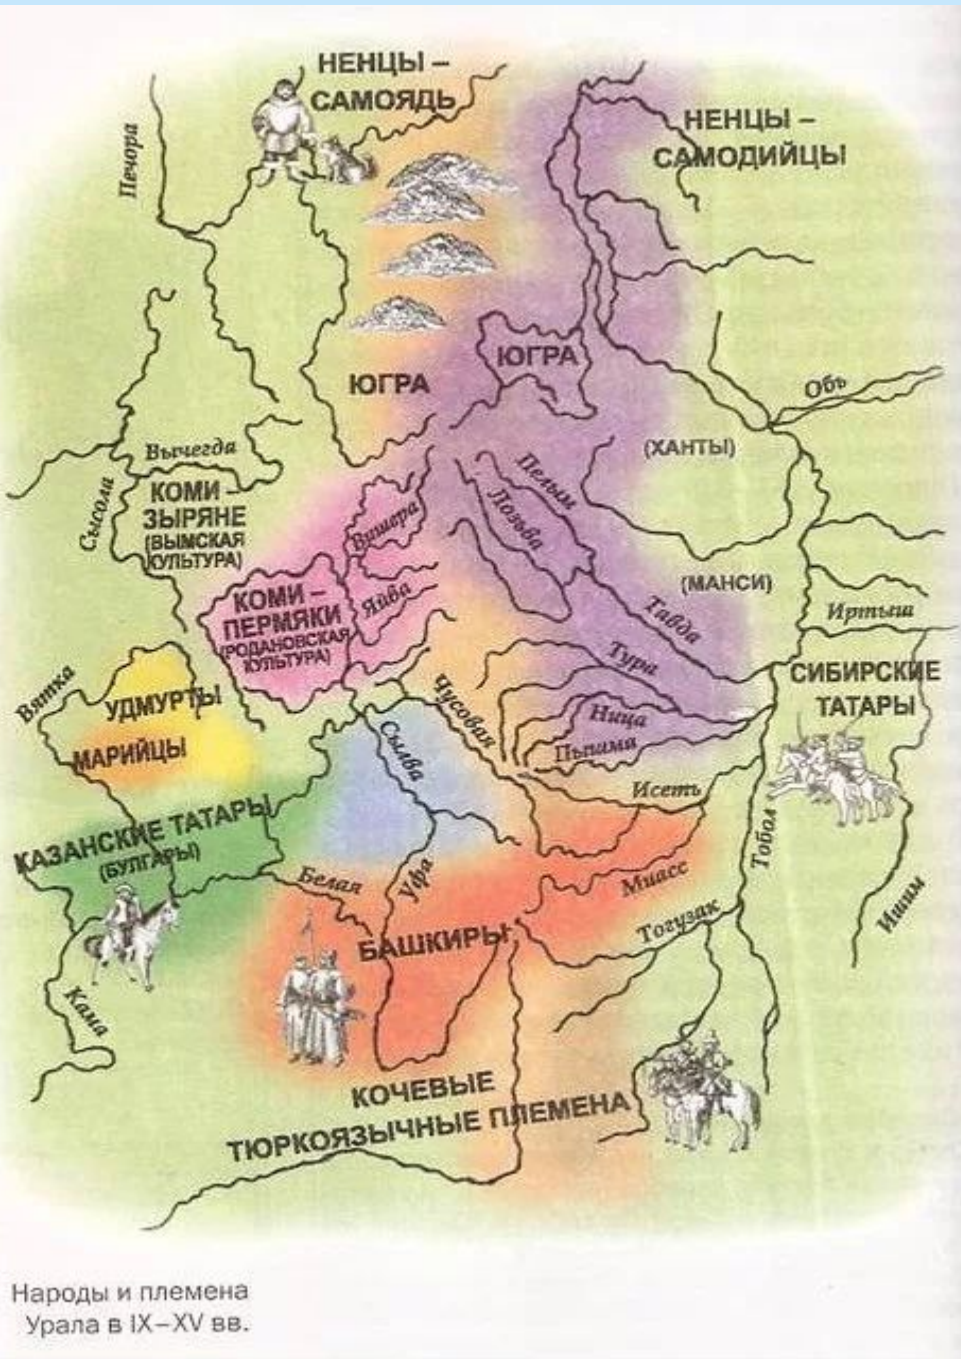 НЕНЦЫ –
САМОЯДЬ
НЕНЦЫ –
САМОДИЙЦЫ
Печора
ЮГРА
ЮГРА
Обь
Вычегда
(ХАНТЫ)
Сысола
КОМИ –
ЗЫРЯНЕ
(ВЫМСКАЯ
КУЛЬТУРА)
Вишера
Пелым
Лозьва
КОМИ –
ПЕРМЯКИ
(РОДАНОВСКАЯ
КУЛЬТУРА)
Яйва
(МАНСИ)
Тавда
Иртыш
Вятка
УДМУРТЫ
МАРИЙЦЫ
Чусовая
Сылва
Тура
Ница
Пышма
СИБИРСКИЕ
ТАТАРЫ
Исеть
КАЗАНСКИЕ ТАТАРЫ
(БУЛГАРЫ)
Белая
Уфа
Миасс
Тобол
Ишим
БАШКИРЫ
Тогузак
Кама
КОЧЕВЫЕ
ТЮРКОЯЗЫЧНЫЕ ПЛЕМЕНА
Народы и племена
Урала в IX–XV вв.